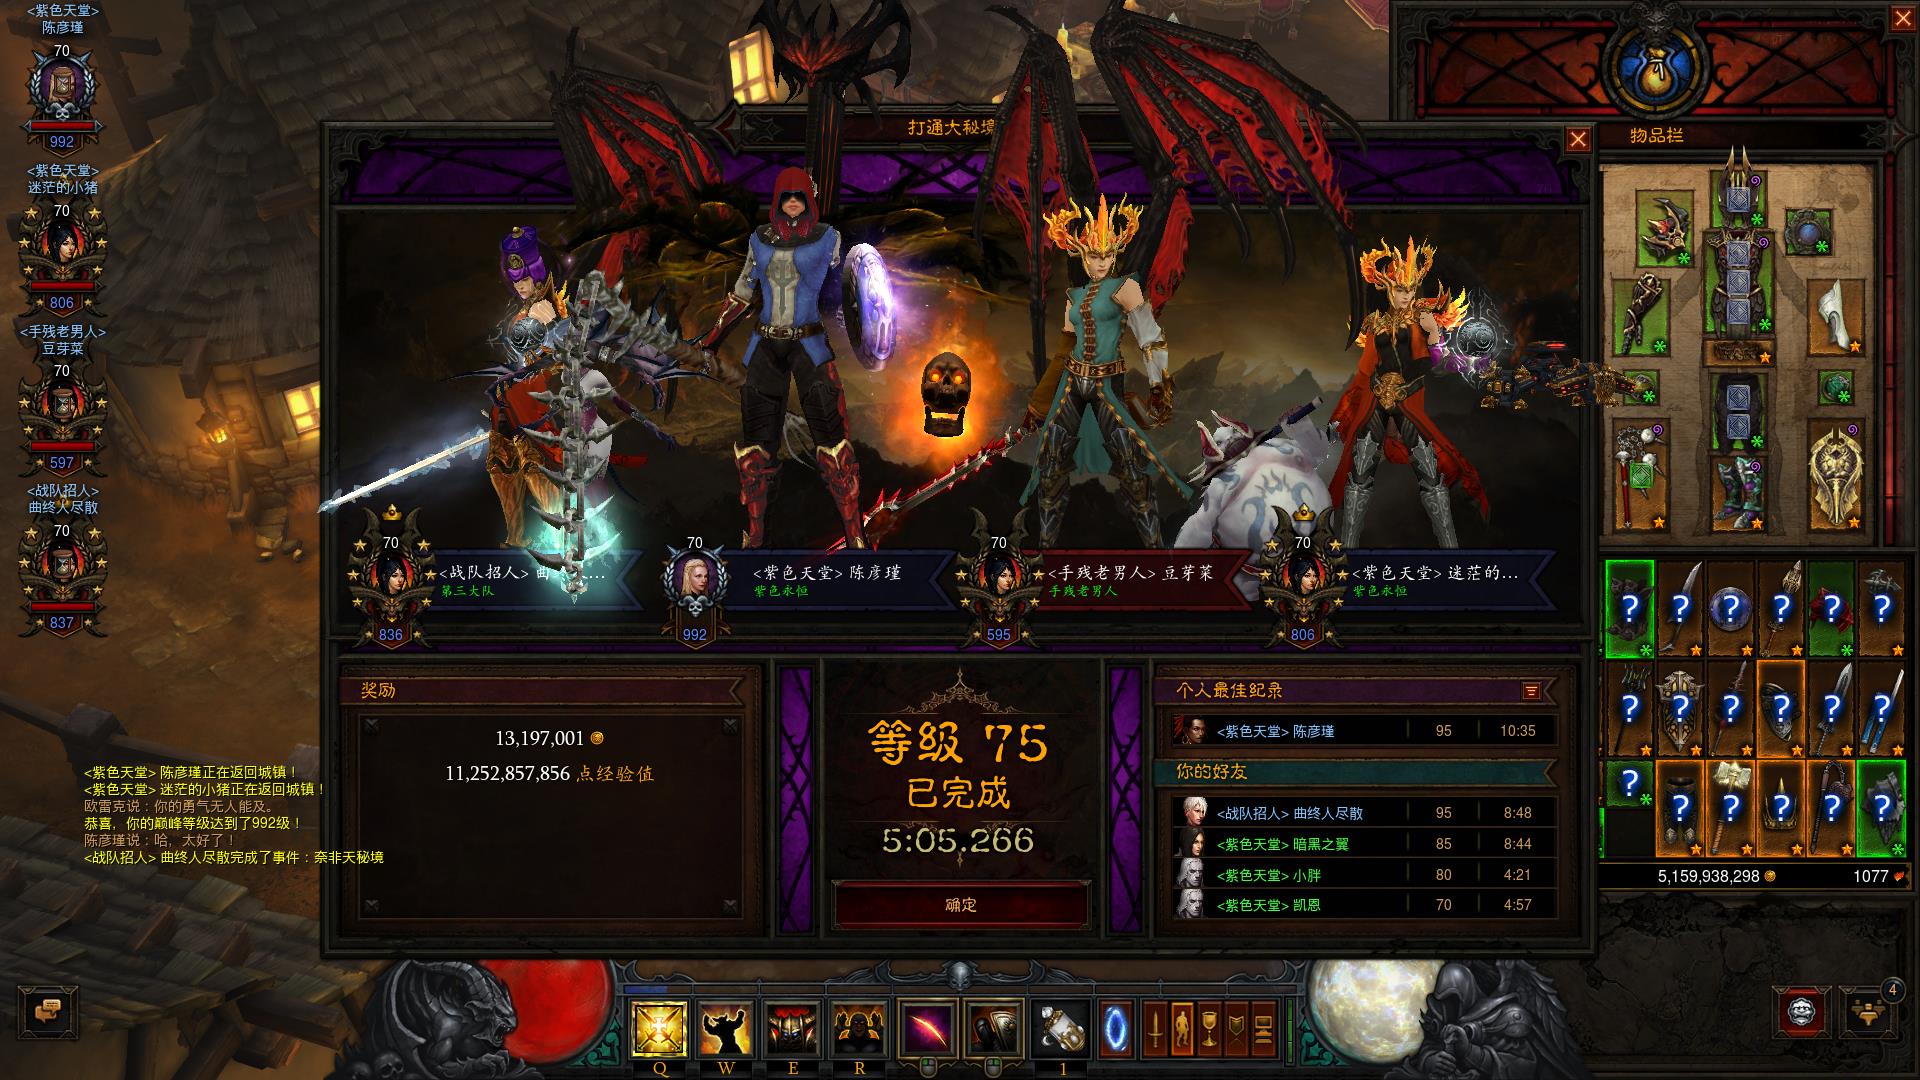 <紫色天堂>
陈彦瑾
70
992
<紫色天堂>
迷茫的小猪
70
806
<手残老男人>
豆芽菜
70
597
<战队招人>
曲终人尽散
70
837
打通大秘境
物品栏
70
<战队招人> 曲
第三大队
836
70
<紫色天堂> 陈彦瑾
紫色永恒
992
70
<手残老男人> 豆芽菜
手残老男人
595
70
<紫色天堂> 迷茫的...
紫色永恒
806
奖励
13,197,001
11,252,857,856 点经验值
等级 75
已完成
5:05.266
确定
个人最佳纪录
<紫色天堂> 陈彦瑾 95 10:35
你的好友
<战队招人> 曲终人尽散 95 8:48
<紫色天堂> 暗黑之翼 85 8:44
<紫色天堂> 小胖 80 4:21
<紫色天堂> 凯恩 70 4:57
<紫色天堂> 陈彦瑾正在返回城镇！
<紫色天堂> 迷茫的小猪正在返回城镇！
欧雷克说：你的勇气无人能及。
恭喜，你的巅峰等级达到了992级！
陈彦瑾说：哈，太好了！
<战队招人> 曲终人尽散完成了事件：奈非天秘境
? ? ? ? ? ?
? ? ? ? ? ?
? ? ? ? ? ?
5,159,938,298
1077
Q W E R 1
4